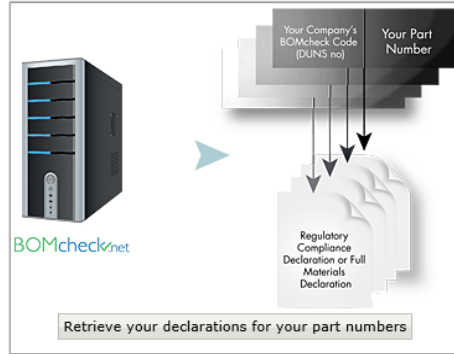 Your Company's
BOMcheck Code
(DUNS no)
Your Part
Number
BOMcheck.net
Regulatory
Compliance
Declaration or Full
Materials
Declaration
Retrieve your declarations for your part numbers